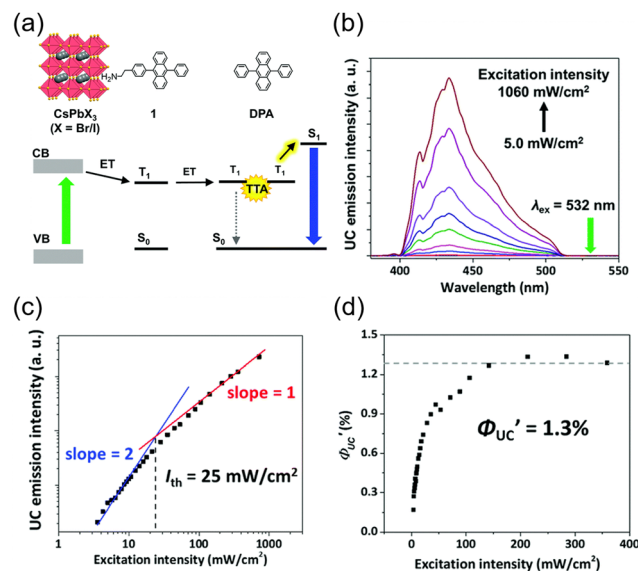 (a)
H₂N
CsPbX₃
(X = Br/I)
1
DPA
CB
ET
T₁
ET
T₁
T₁
S₁
TTA
VB
S₀
S₀
(b)
UC emission intensity (a. u.)
Excitation intensity
1060 mW/cm²
5.0 mW/cm²
λex = 532 nm
400
450
500
550
Wavelength (nm)
(c)
UC emission intensity (a. u.)
slope = 1
slope = 2
Ith = 25 mW/cm²
1
10
100
1000
Excitation intensity (mW/cm²)
(d)
ΦUC' (%)
1.5
1.2
0.9
0.6
0.3
0.0
ΦUC' = 1.3%
0
100
200
300
400
Excitation intensity (mW/cm²)